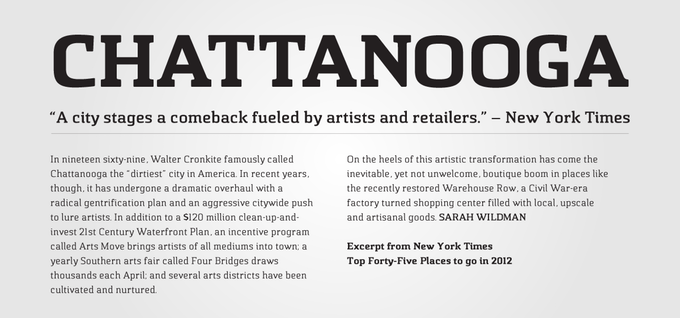 CHATTANOOGA
“A city stages a comeback fueled by artists and retailers.” – New York Times
In nineteen sixty-nine, Walter Cronkite famously called
Chattanooga the “dirtiest” city in America. In recent years,
though, it has undergone a dramatic overhaul with a
radical gentrification plan and an aggressive citywide push
to lure artists. In addition to a $120 million clean-up-and-
invest 21st Century Waterfront Plan, an incentive program
called Arts Move brings artists of all mediums into town; a
yearly Southern arts fair called Four Bridges draws
thousands each April; and several arts districts have been
cultivated and nurtured.
On the heels of this artistic transformation has come the
inevitable, yet not unwelcome, boutique boom in places like
the recently restored Warehouse Row, a Civil War-era
factory turned shopping center filled with local, upscale
and artisanal goods. SARAH WILDMAN
Excerpt from New York Times
Top Forty-Five Places to go in 2012